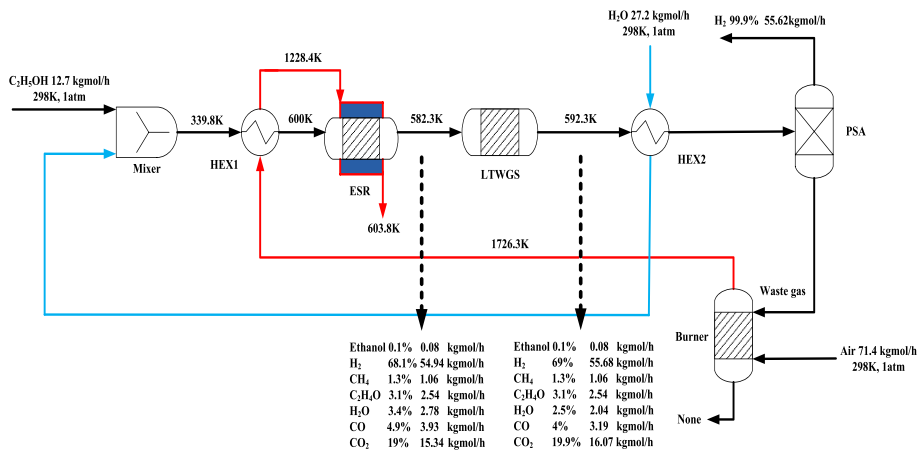 H₂ 99.9% 55.62kgmol/h
H₂O 27.2 kgmol/h
298K, 1atm
C₂H₅OH 12.7 kgmol/h
298K, 1atm
1228.4K
339.8K
600K
582.3K
592.3K
PSA
Mixer
HEX1
ESR
LTWGS
HEX2
603.8K
1726.3K
Waste gas
Burner
Air 71.4 kgmol/h
298K, 1atm
None
Ethanol 0.1% 0.08 kgmol/h
H₂ 68.1% 54.94 kgmol/h
CH₄ 1.3% 1.06 kgmol/h
C₂H₄O 3.1% 2.54 kgmol/h
H₂O 3.4% 2.78 kgmol/h
CO 4.9% 3.93 kgmol/h
CO₂ 19% 15.34 kgmol/h
Ethanol 0.1% 0.08 kgmol/h
H₂ 69% 55.68 kgmol/h
CH₄ 1.3% 1.06 kgmol/h
C₂H₄O 3.1% 2.54 kgmol/h
H₂O 2.5% 2.04 kgmol/h
CO 4% 3.19 kgmol/h
CO₂ 19.9% 16.07 kgmol/h